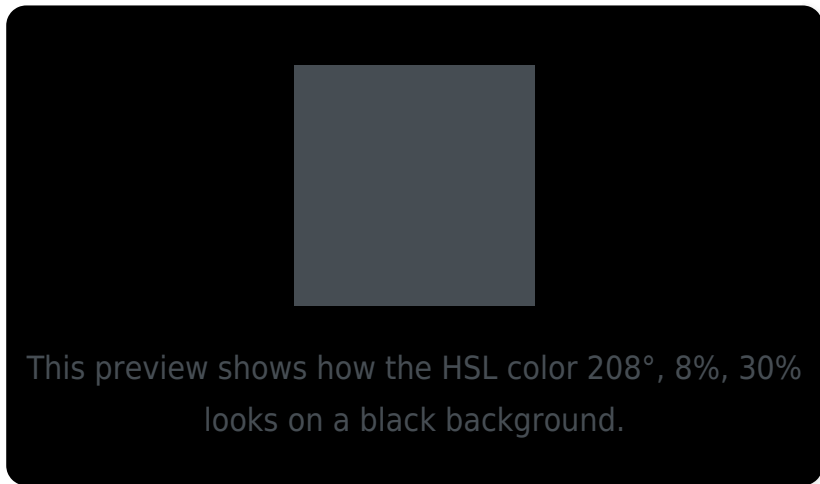 This preview shows how the HSL color 208°, 8%, 30%
looks on a black background.